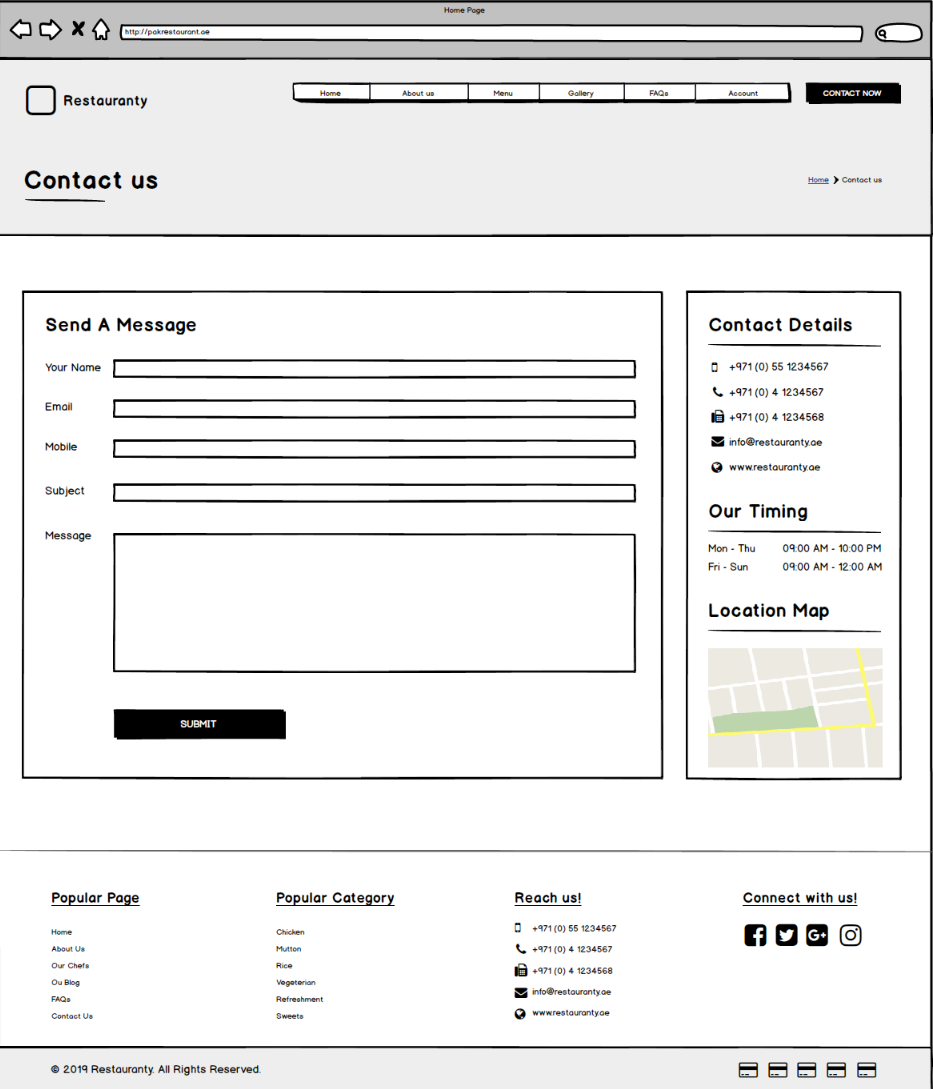 Home Page
http://pakrestaurant.ae
Restauranty
Home
About us
Menu
Gallery
FAQs
Account
CONTACT NOW
Contact us
Home
Contact us
Send A Message
Your Name
Email
Mobile
Subject
Message
SUBMIT
Contact Details
+971 (0) 55 1234567
+971 (0) 4 1234567
+971 (0) 4 1234568
info@restauranty.ae
www.restauranty.ae
Our Timing
Mon - Thu 09:00 AM - 10:00 PM
Fri - Sun 09:00 AM - 12:00 AM
Location Map
Popular Page
Home
About Us
Our Chefs
Ou Blog
FAQs
Contact Us
Popular Category
Chicken
Mutton
Rice
Vegeterian
Refreshment
Sweets
Reach us!
+971 (0) 55 1234567
+971 (0) 4 1234567
+971 (0) 4 1234568
info@restauranty.ae
www.restauranty.ae
Connect with us!
© 2019 Restauranty. All Rights Reserved.